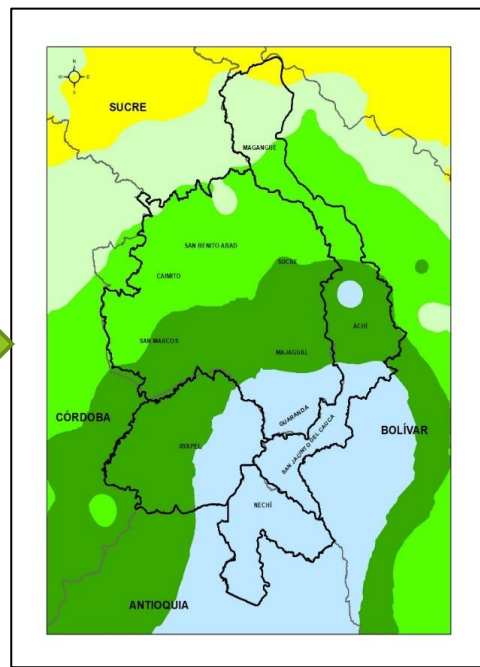 N
W E
S
SUCRE
MAGANGUÉ
SAN BENITO ABAD
SUCRE
CAIMITO
ACHÍ
SAN MARCOS
MAJAGUAL
CÓRDOBA
GUARANDA
BOLÍVAR
AYAPEL
SAN JACINTO DEL CAUCA
NECHÍ
ANTIOQUIA